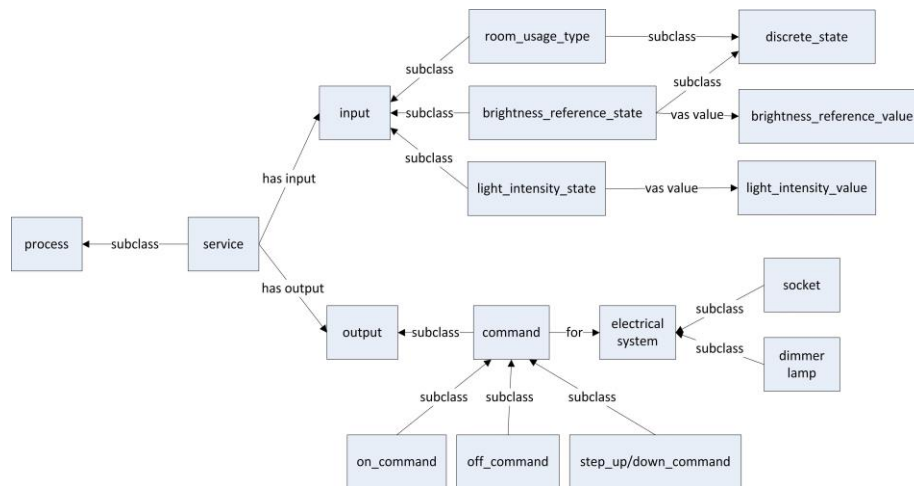 room_usage_type
subclass
discrete_state
subclass
subclass
input
subclass
brightness_reference_state
vas value
brightness_reference_value
subclass
has input
light_intensity_state
vas value
light_intensity_value
process
subclass
service
has output
socket
subclass
output
subclass
command
for
electrical
system
subclass
dimmer
lamp
subclass
subclass
subclass
on_command
off_command
step_up/down_command